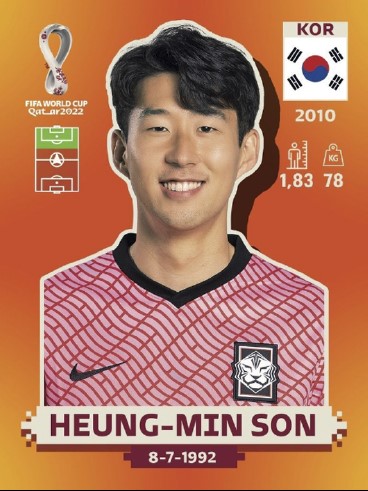 KOR
FIFA WORLD CUP
Qatar2022
2010
KG
1,83 78
HEUNG-MIN SON
8-7-1992